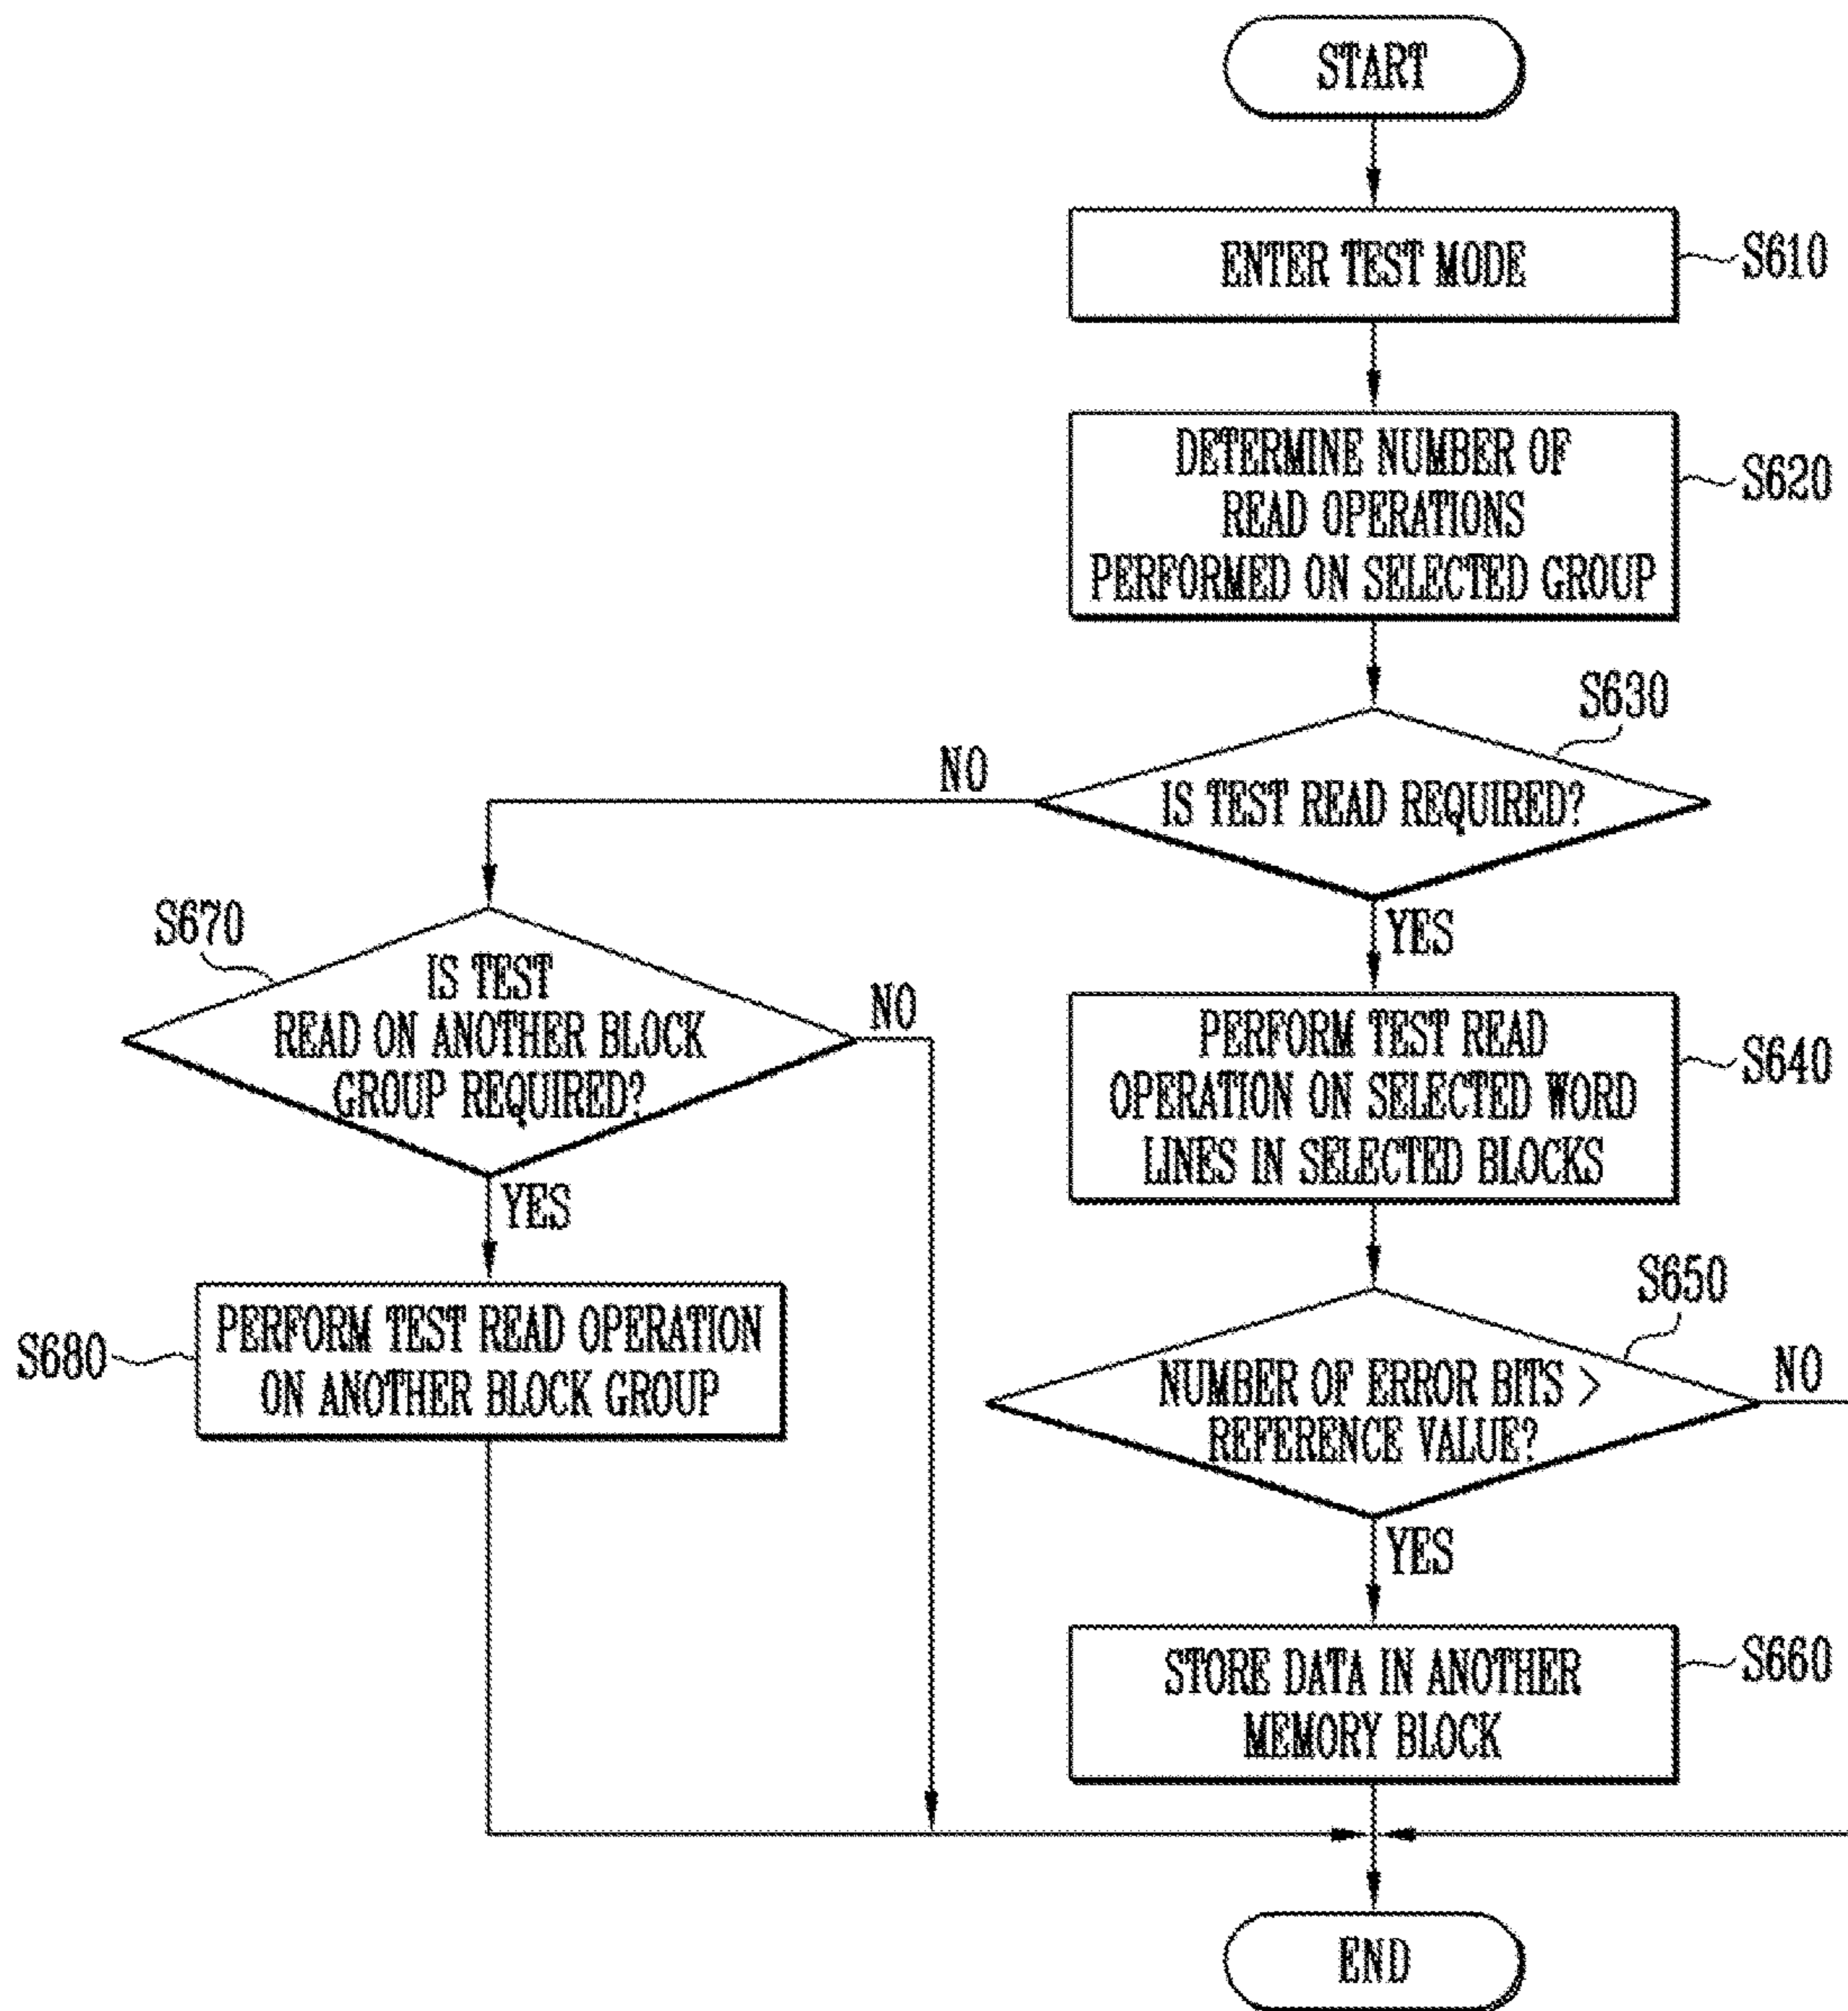 START
ENTER TEST MODE
S610
DETERMINE NUMBER OF
READ OPERATIONS
PERFORMED ON SELECTED GROUP
S620
S630
IS TEST READ REQUIRED?
NO
YES
S670
IS TEST
READ ON ANOTHER BLOCK
GROUP REQUIRED?
NO
YES
PERFORM TEST READ
OPERATION ON SELECTED WORD
LINES IN SELECTED BLOCKS
S640
S680
PERFORM TEST READ OPERATION
ON ANOTHER BLOCK GROUP
S650
NUMBER OF ERROR BITS >
REFERENCE VALUE?
NO
YES
STORE DATA IN ANOTHER
MEMORY BLOCK
S660
END